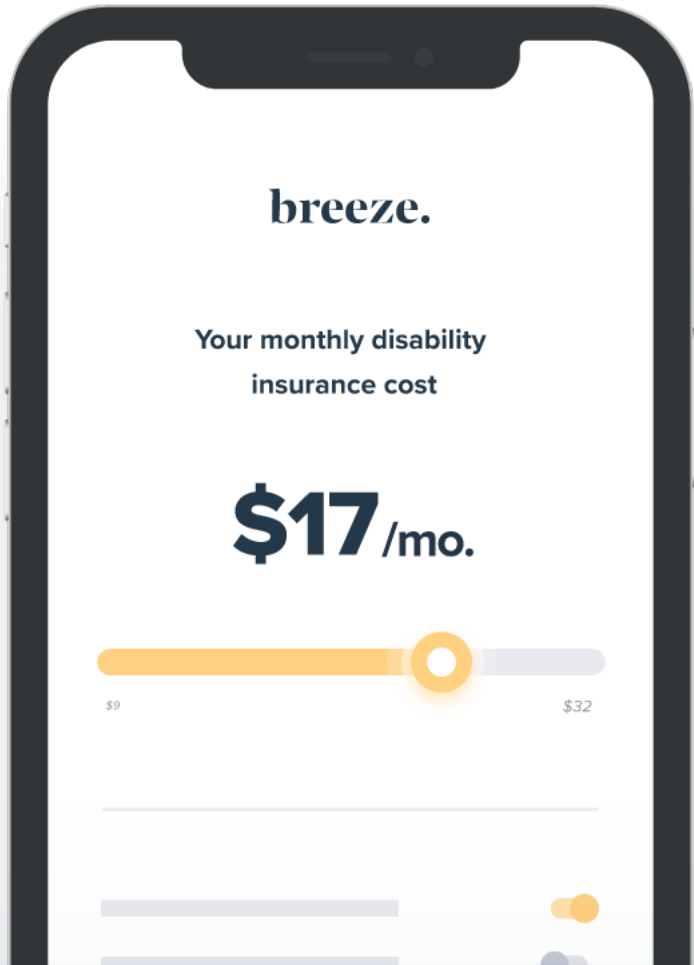 breeze.
Your monthly disability
insurance cost
$17/mo.
$9
$32